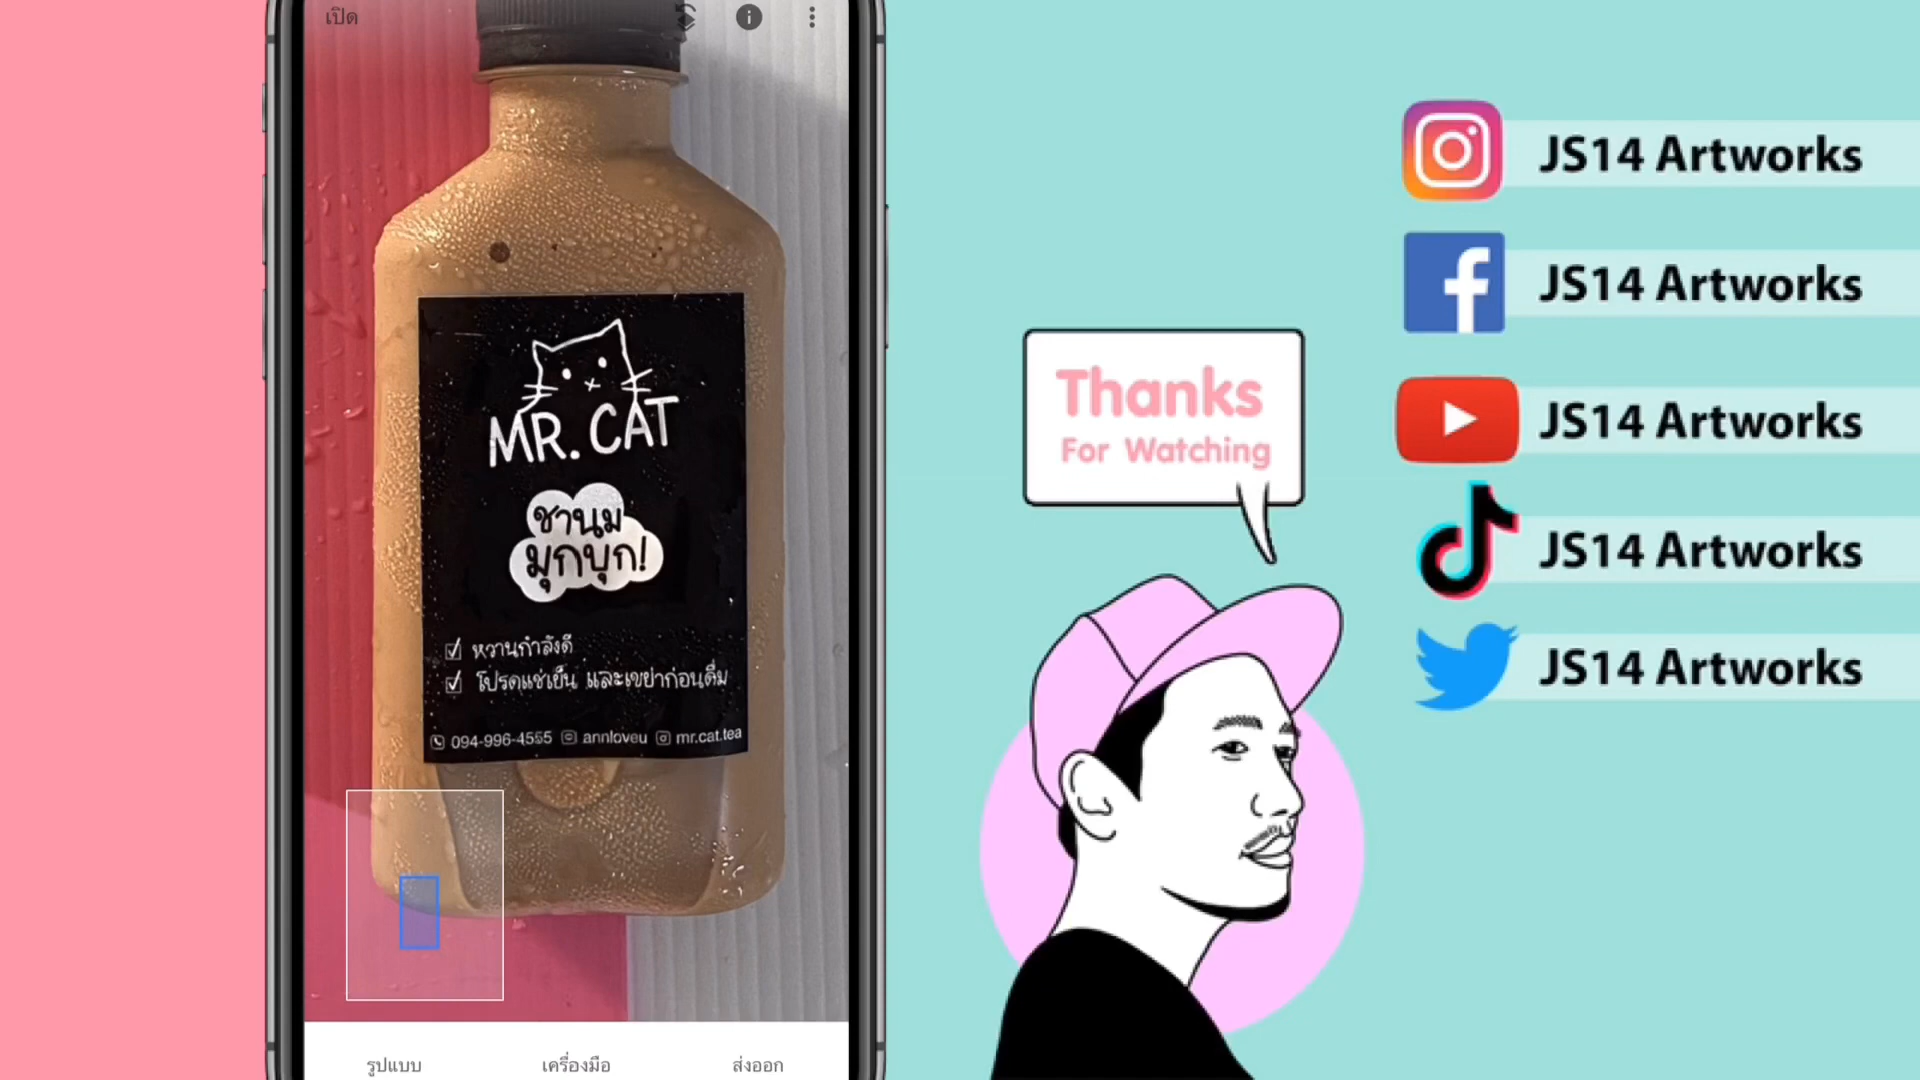 เปิด
MR. CAT
ชานม
มุกบุก!
หวานกำลังดี
โปรดแช่เย็น และเขย่าก่อนดื่ม
094-996-4555 annloveu mr.cat.tea
รูปแบบ เครื่องมือ ส่งออก
Thanks
For Watching
JS14 Artworks
JS14 Artworks
JS14 Artworks
JS14 Artworks
JS14 Artworks